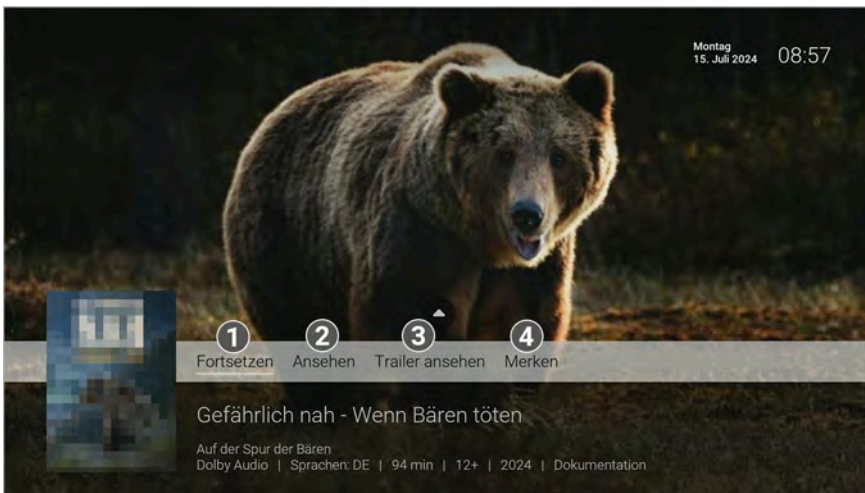 Montag
15. Juli 2024
08:57
1 2 3 4
Fortsetzen Ansehen Trailer ansehen Merken
Gefährlich nah - Wenn Bären töten
Auf der Spur der Bären
Dolby Audio | Sprachen: DE | 94 min | 12+ | 2024 | Dokumentation